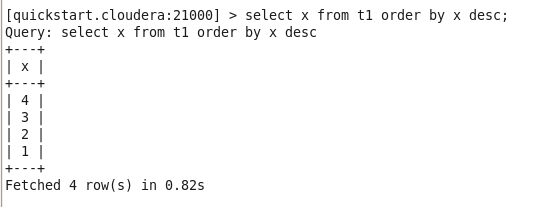 [quickstart.cloudera:21000] > select x from t1 order by x desc;
Query: select x from t1 order by x desc
+---+
| x |
+---+
| 4 |
| 3 |
| 2 |
| 1 |
+---+
Fetched 4 row(s) in 0.82s